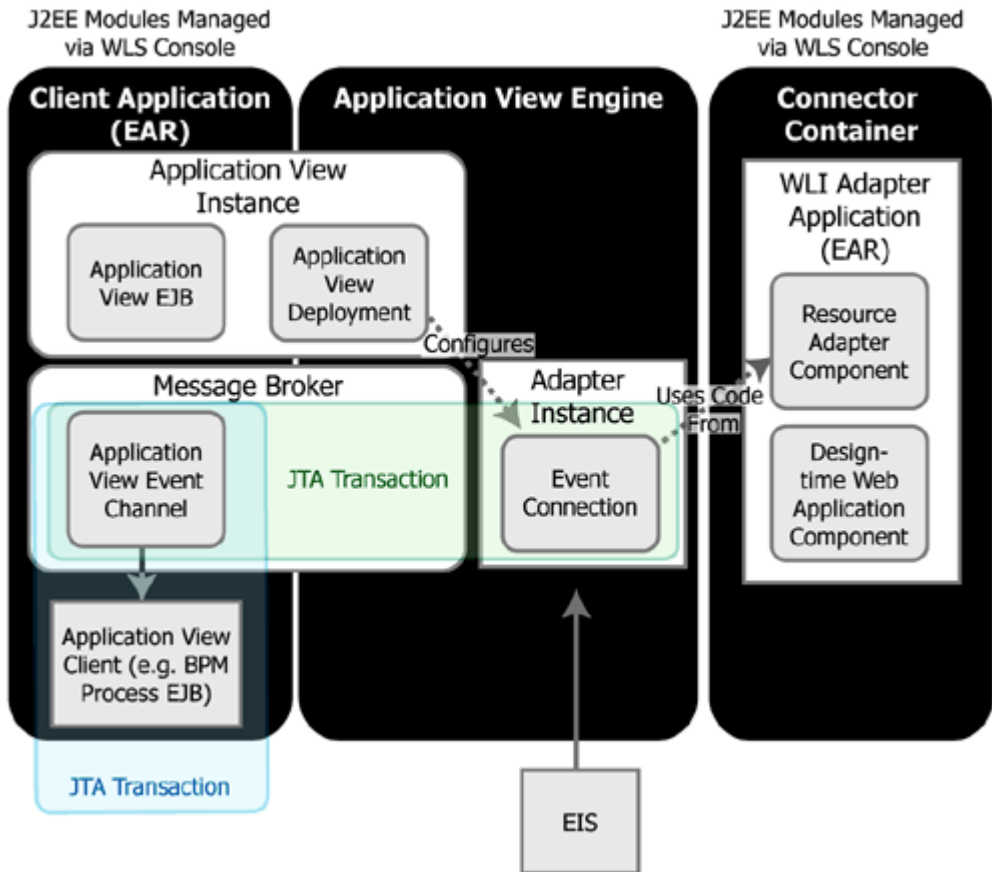 J2EE Modules Managed
via WLS Console
J2EE Modules Managed
via WLS Console
Client Application
(EAR)
Application View Engine
Connector
Container
Application View
Instance
Application
View EJB
Application
View
Deployment
Configures
WLI Adapter
Application
(EAR)
Resource
Adapter
Component
Design-
time Web
Application
Component
Message Broker
Application
View Event
Channel
JTA Transaction
Adapter
Instance
Event
Connection
Uses Code
From
Application View
Client (e.g. BPM
Process EJB)
JTA Transaction
EIS